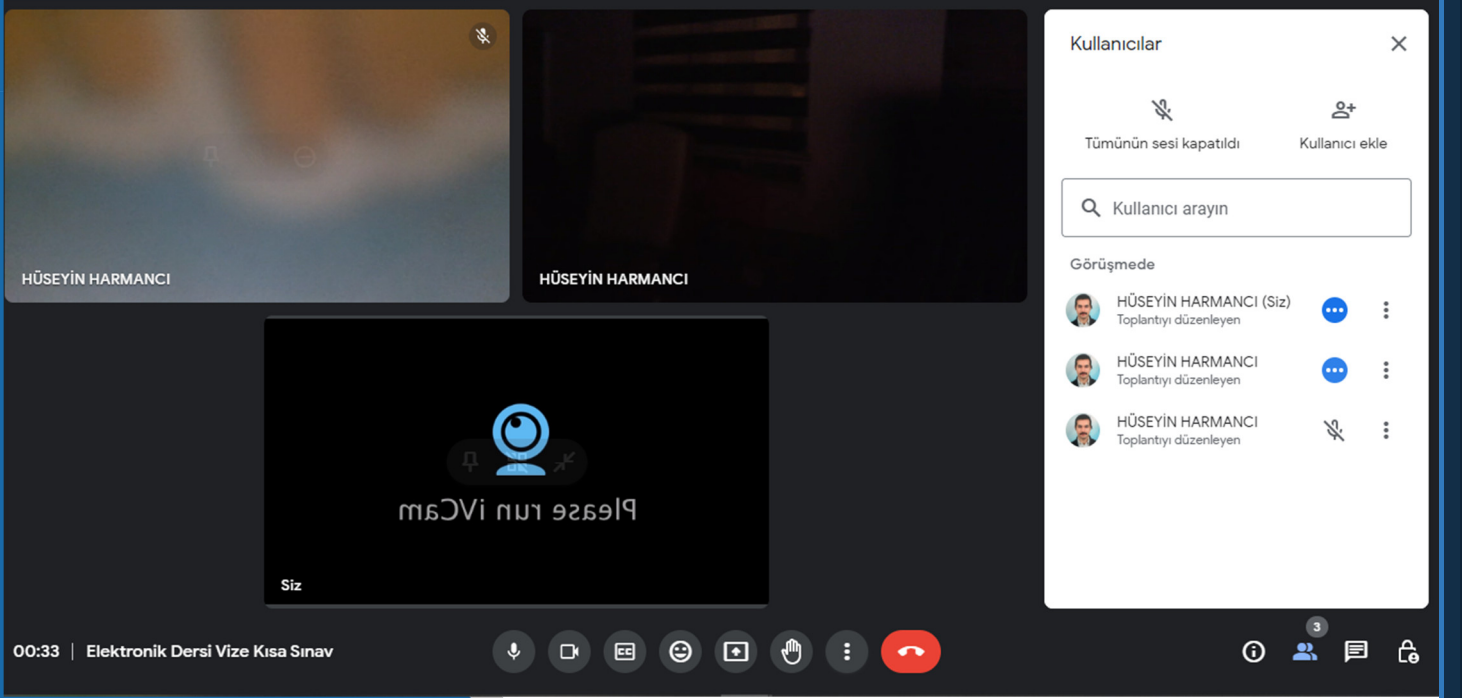 HÜSEYİN HARMANCI
HÜSEYİN HARMANCI
Please run iVCam
Siz
Kullanıcılar
Tümünün sesi kapatıldı
Kullanıcı ekle
Kullanıcı arayın
Görüşmede
HÜSEYİN HARMANCI (Siz)
Toplantıyı düzenleyen
HÜSEYİN HARMANCI
Toplantıyı düzenleyen
HÜSEYİN HARMANCI
Toplantıyı düzenleyen
00:33 | Elektronik Dersi Vize Kısa Sınav
CC
3